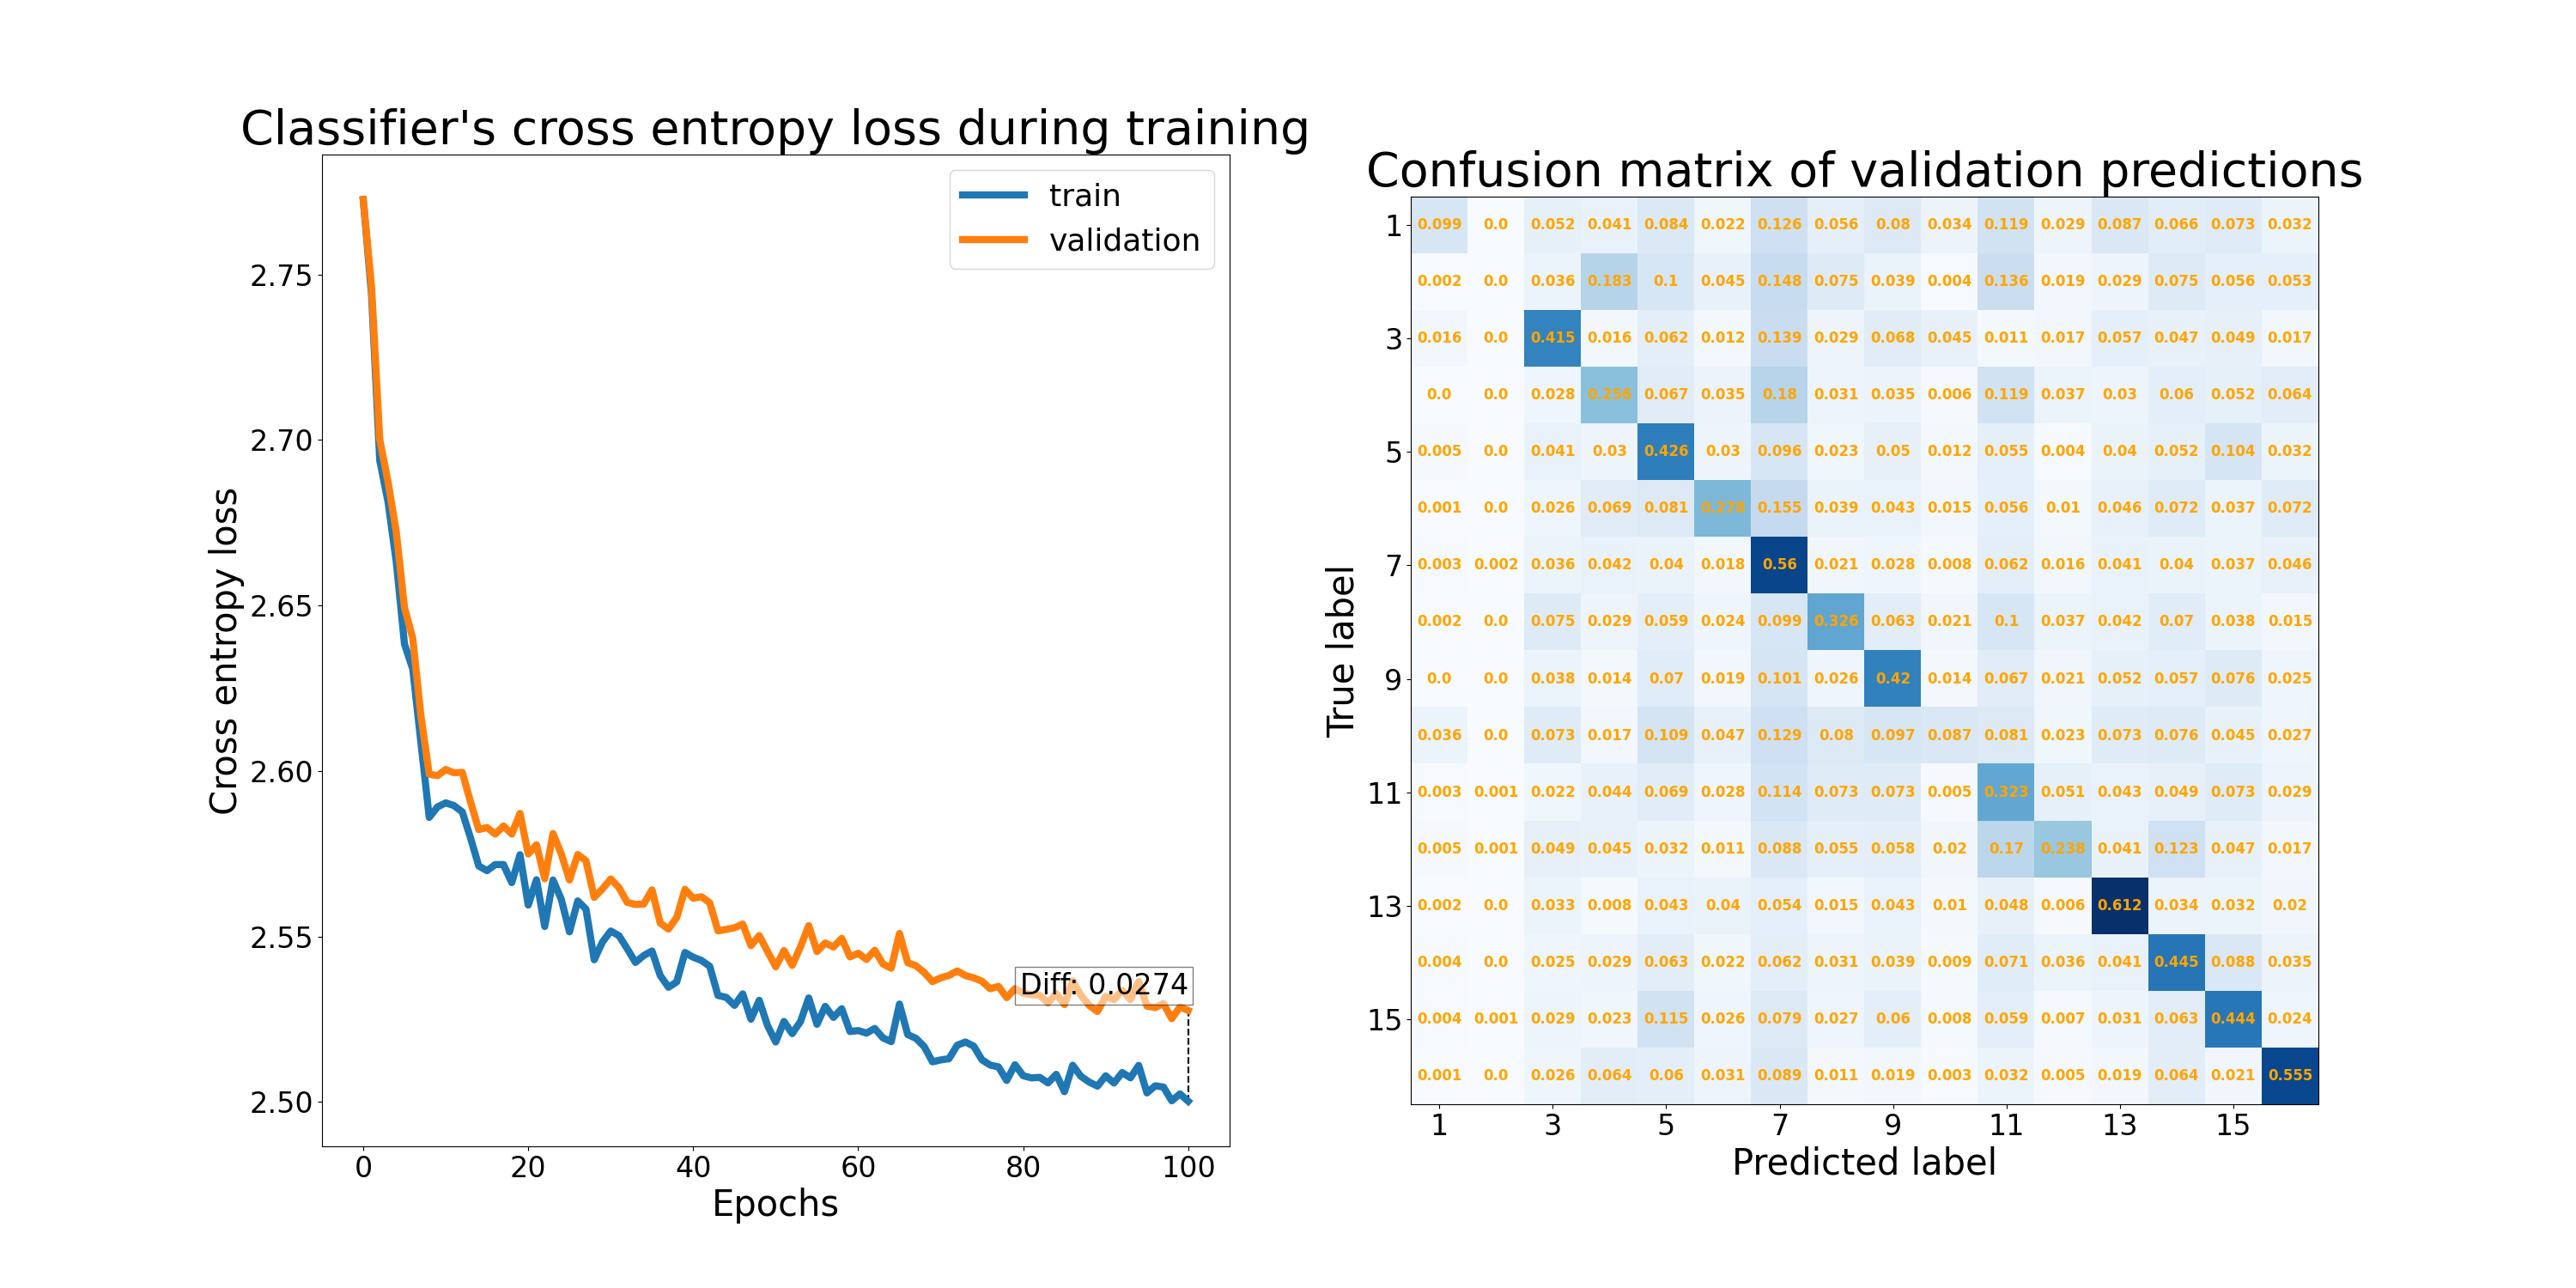 Classifier's cross entropy loss during training
train
validation
2.75
2.70
2.65
2.60
2.55
2.50
Cross entropy loss
Diff: 0.0274
0 20 40 60 80 100
Epochs
Confusion matrix of validation predictions
1 0.099 0.0 0.052 0.041 0.084 0.022 0.126 0.056 0.08 0.034 0.119 0.029 0.087 0.066 0.073 0.032
0.002 0.0 0.036 0.183 0.1 0.045 0.148 0.075 0.039 0.004 0.136 0.019 0.029 0.075 0.056 0.053
3 0.016 0.0 0.415 0.016 0.062 0.012 0.139 0.029 0.068 0.045 0.011 0.017 0.057 0.047 0.049 0.017
0.0 0.0 0.028 0.256 0.067 0.035 0.18 0.031 0.035 0.006 0.119 0.037 0.03 0.06 0.052 0.064
5 0.005 0.0 0.041 0.03 0.426 0.03 0.096 0.023 0.05 0.012 0.055 0.004 0.04 0.052 0.104 0.032
0.001 0.0 0.026 0.069 0.081 0.278 0.155 0.039 0.043 0.015 0.056 0.01 0.046 0.072 0.037 0.072
7 0.003 0.002 0.036 0.042 0.04 0.018 0.56 0.021 0.028 0.008 0.062 0.016 0.041 0.04 0.037 0.046
0.002 0.0 0.075 0.029 0.059 0.024 0.099 0.326 0.063 0.021 0.1 0.037 0.042 0.07 0.038 0.015
9 0.0 0.0 0.038 0.014 0.07 0.019 0.101 0.026 0.42 0.014 0.067 0.021 0.052 0.057 0.076 0.025
0.036 0.0 0.073 0.017 0.109 0.047 0.129 0.08 0.097 0.087 0.081 0.023 0.073 0.076 0.045 0.027
11 0.003 0.001 0.022 0.044 0.069 0.028 0.114 0.073 0.073 0.005 0.323 0.051 0.043 0.049 0.073 0.029
0.005 0.001 0.049 0.045 0.032 0.011 0.088 0.055 0.058 0.02 0.17 0.238 0.041 0.123 0.047 0.017
13 0.002 0.0 0.033 0.008 0.043 0.04 0.054 0.015 0.043 0.01 0.048 0.006 0.612 0.034 0.032 0.02
0.004 0.0 0.025 0.029 0.063 0.022 0.062 0.031 0.039 0.009 0.071 0.036 0.041 0.445 0.088 0.035
15 0.004 0.001 0.029 0.023 0.115 0.026 0.079 0.027 0.06 0.008 0.059 0.007 0.031 0.063 0.444 0.024
0.001 0.0 0.026 0.064 0.06 0.031 0.089 0.011 0.019 0.003 0.032 0.005 0.019 0.064 0.021 0.555
True label
1 3 5 7 9 11 13 15
Predicted label